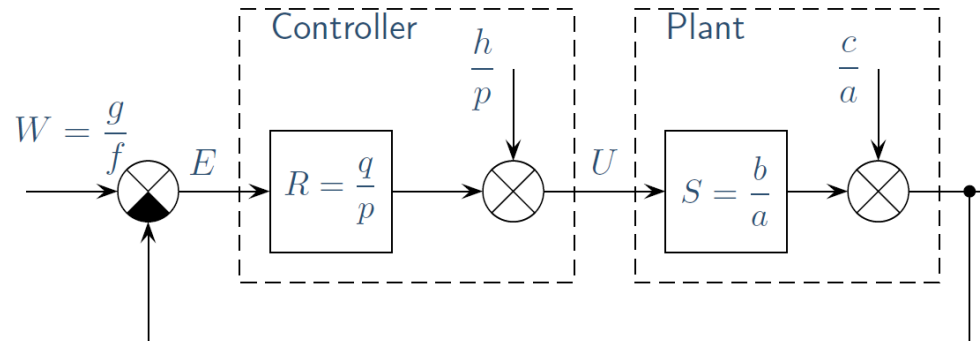 Controller
Plant
h/p
c/a
W = g/f
E
R = q/p
U
S = b/a